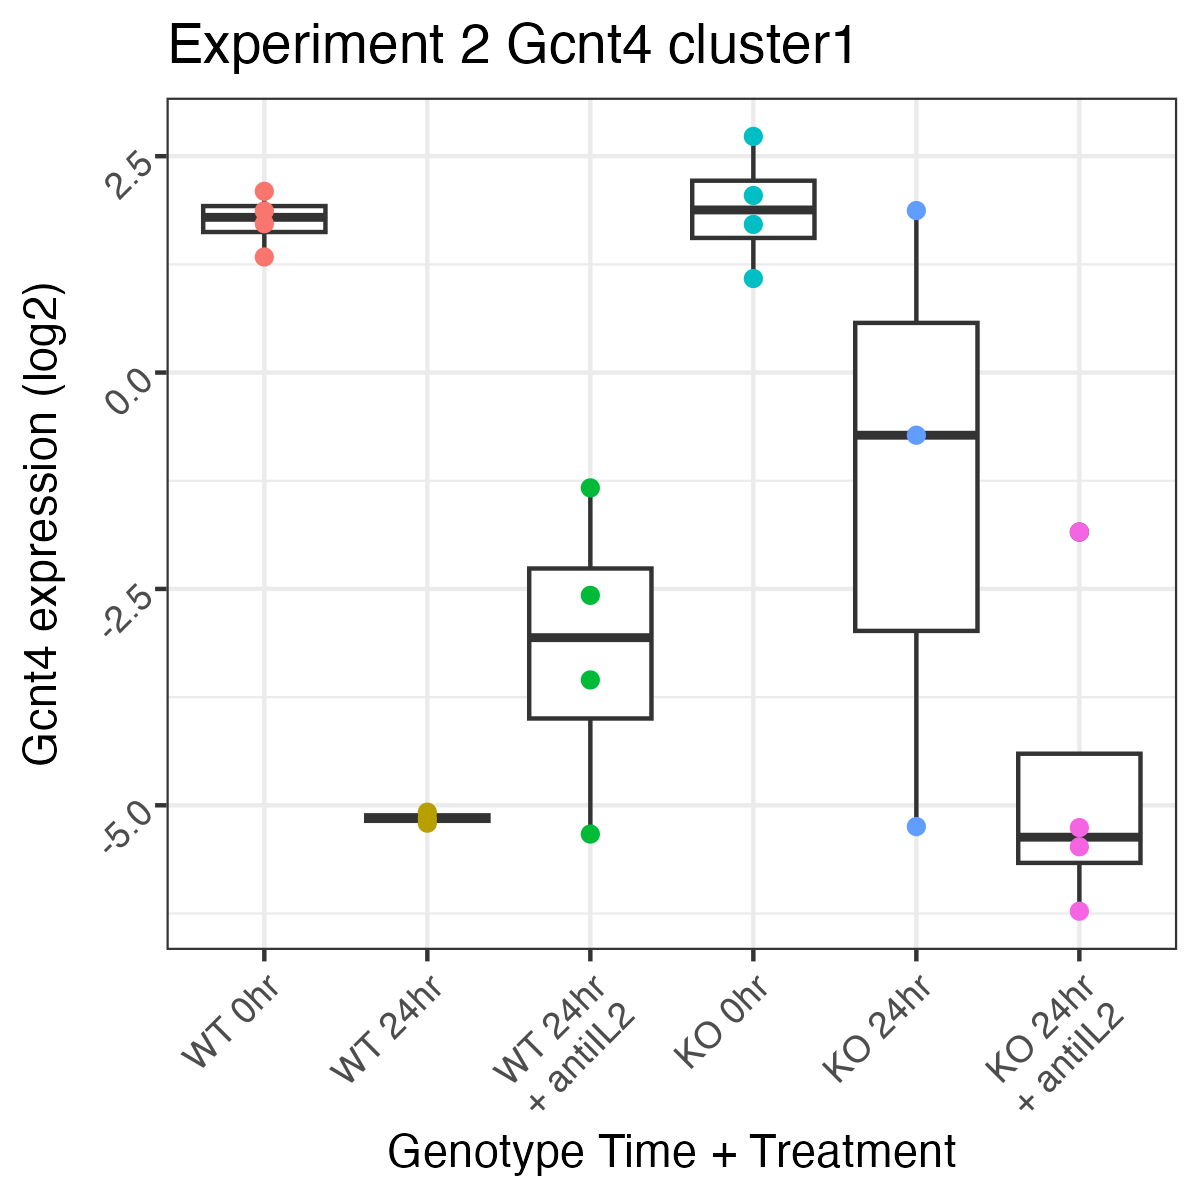 Experiment 2 Gcnt4 cluster1
Gcnt4 expression (log2)
2.5
0.0
-2.5
-5.0
WT 0hr
WT 24hr
WT 24hr
+ antiIL2
KO 0hr
KO 24hr
KO 24hr
+ antiIL2
Genotype Time + Treatment